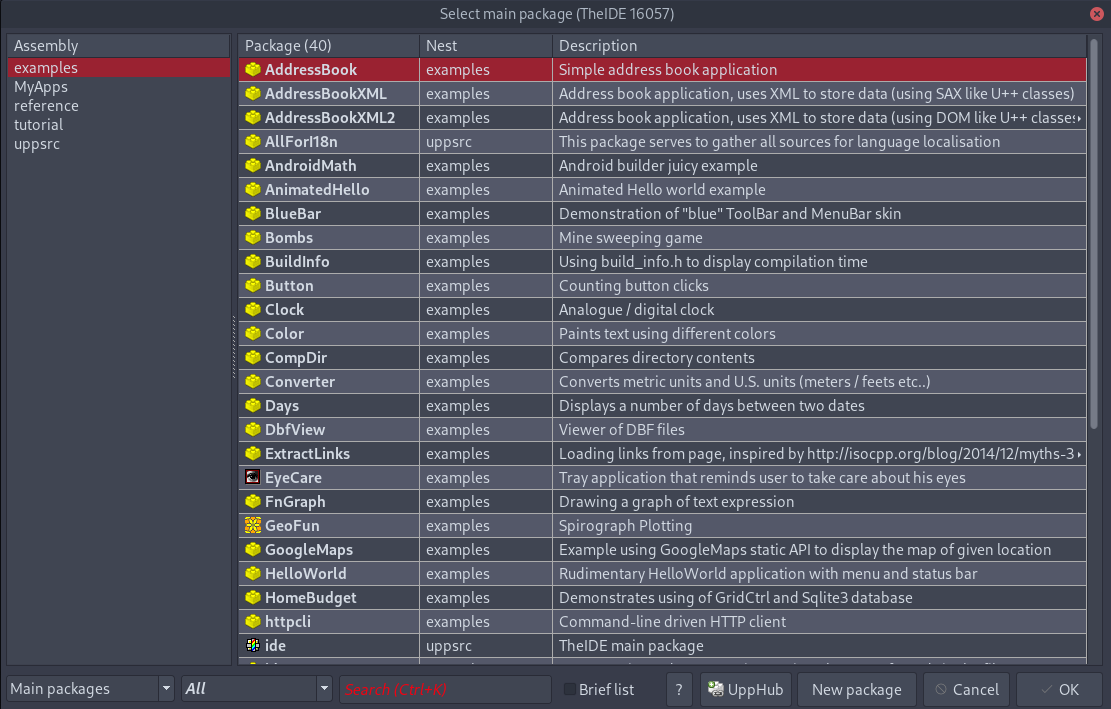 Select main package (TheIDE 16057)
Assembly
examples
MyApps
reference
tutorial
uppsrc
Package (40) Nest Description
AddressBook examples Simple address book application
AddressBookXML examples Address book application, uses XML to store data (using SAX like U++ classes)
AddressBookXML2 examples Address book application, uses XML to store data (using DOM like U++ classes
AllForI18n uppsrc This package serves to gather all sources for language localisation
AndroidMath examples Android builder juicy example
AnimatedHello examples Animated Hello world example
BlueBar examples Demonstration of "blue" ToolBar and MenuBar skin
Bombs examples Mine sweeping game
BuildInfo examples Using build_info.h to display compilation time
Button examples Counting button clicks
Clock examples Analogue / digital clock
Color examples Paints text using different colors
CompDir examples Compares directory contents
Converter examples Converts metric units and U.S. units (meters / feets etc..)
Days examples Displays a number of days between two dates
DbfView examples Viewer of DBF files
ExtractLinks examples Loading links from page, inspired by http://isocpp.org/blog/2014/12/myths-3
EyeCare examples Tray application that reminds user to take care about his eyes
FnGraph examples Drawing a graph of text expression
GeoFun examples Spirograph Plotting
GoogleMaps examples Example using GoogleMaps static API to display the map of given location
HelloWorld examples Rudimentary HelloWorld application with menu and status bar
HomeBudget examples Demonstrates using of GridCtrl and Sqlite3 database
httpcli examples Command-line driven HTTP client
ide uppsrc TheIDE main package
Main packages All Search (Ctrl+K) Brief list ? UppHub New package Cancel OK